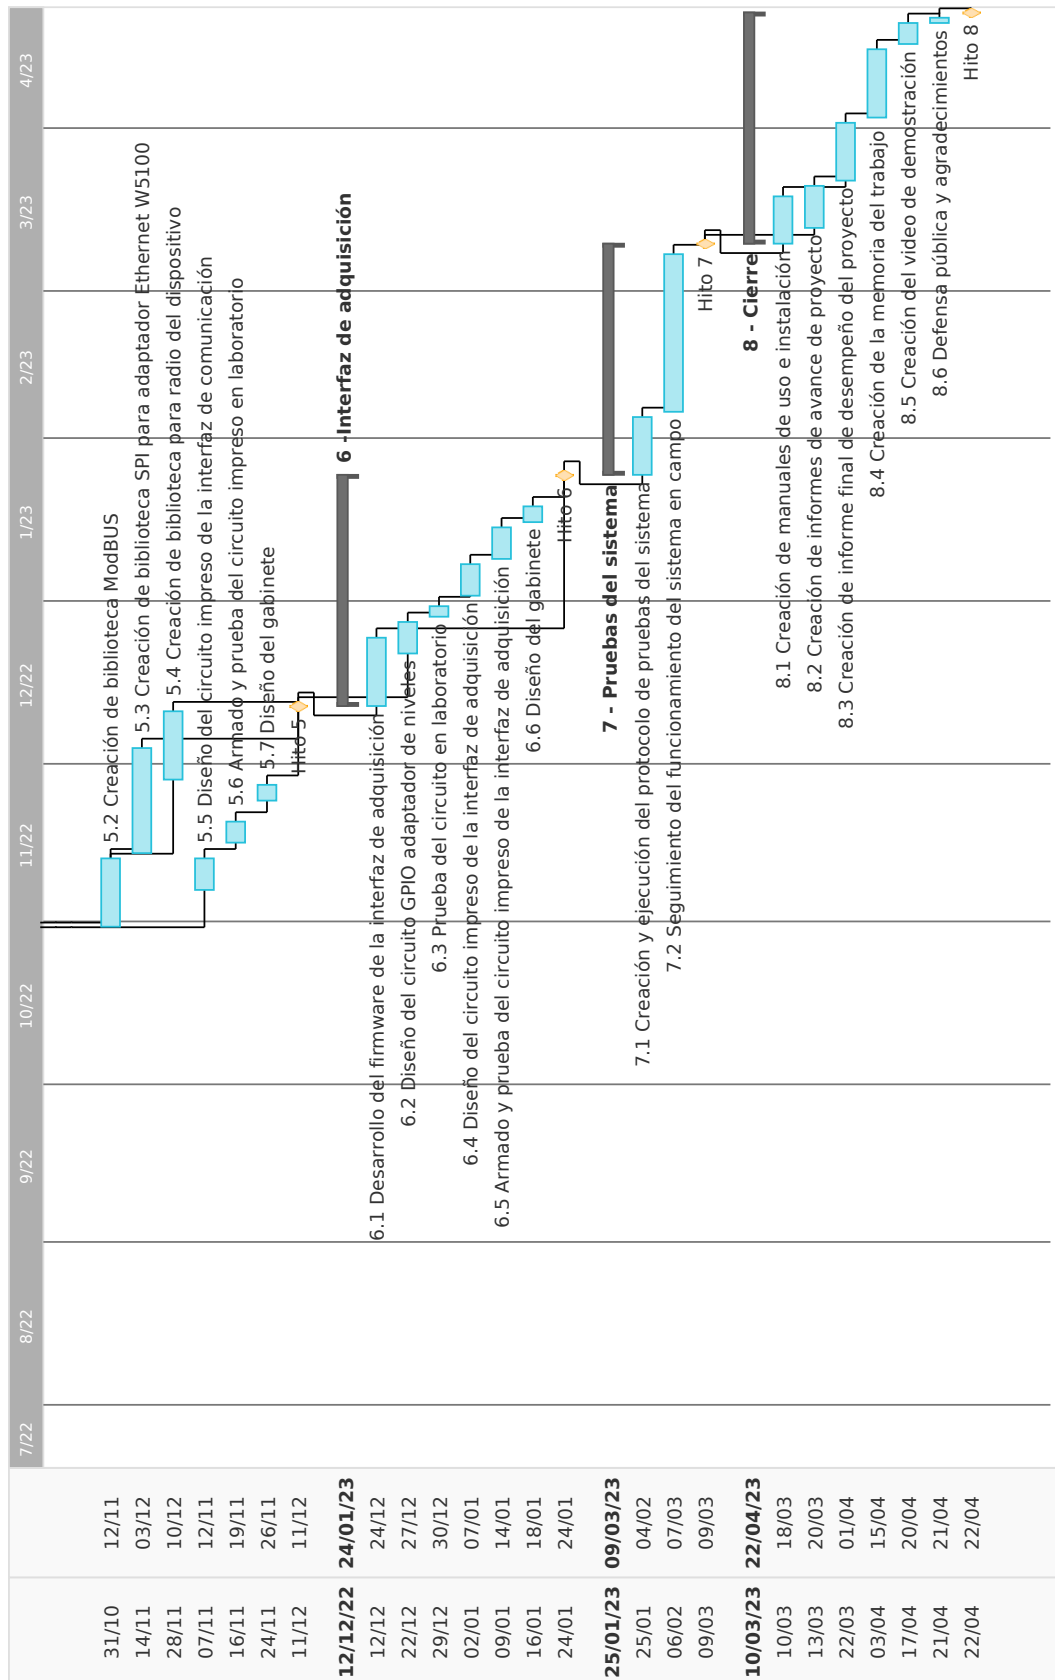 7/22 8/22 9/22 10/22 11/22 12/22 1/23 2/23 3/23 4/23
31/10 12/11 5.2 Creación de biblioteca ModBUS
14/11 03/12 5.3 Creación de biblioteca SPI para adaptador Ethernet W5100
28/11 10/12 5.4 Creación de biblioteca para radio del dispositivo
07/11 12/11 5.5 Diseño del circuito impreso de la interfaz de comunicación
16/11 19/11 5.6 Armado y prueba del circuito impreso en laboratorio
24/11 26/11 5.7 Diseño del gabinete
11/12 11/12 Hito 5
12/12/22 24/01/23 6 -Interfaz de adquisición
12/12 24/12 6.1 Desarrollo del firmware de la interfaz de adquisición
22/12 27/12 6.2 Diseño del circuito GPIO adaptador de niveles
29/12 30/12 6.3 Prueba del circuito en laboratorio
02/01 07/01 6.4 Diseño del circuito impreso de la interfaz de adquisición
09/01 14/01 6.5 Armado y prueba del circuito impreso de la interfaz de adquisición
16/01 18/01 6.6 Diseño del gabinete
24/01 24/01 Hito 6
25/01/23 09/03/23 7 - Pruebas del sistema
25/01 04/02 7.1 Creación y ejecución del protocolo de pruebas del sistema
06/02 07/03 7.2 Seguimiento del funcionamiento del sistema en campo
09/03 09/03 Hito 7
10/03/23 22/04/23 8 - Cierre
10/03 18/03 8.1 Creación de manuales de uso e instalación
13/03 20/03 8.2 Creación de informes de avance de proyecto
22/03 01/04 8.3 Creación de informe final de desempeño del proyecto
03/04 15/04 8.4 Creación de la memoria del trabajo
17/04 20/04 8.5 Creación del video de demostración
21/04 21/04 8.6 Defensa pública y agradecimientos
22/04 22/04 Hito 8